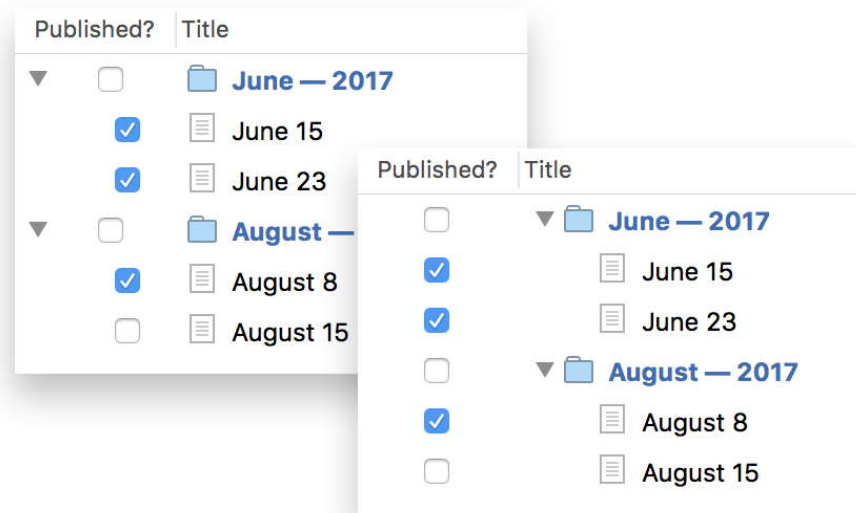 Published? Title
June — 2017
June 15
June 23
August —
August 8
August 15
Published? Title
June — 2017
June 15
June 23
August — 2017
August 8
August 15